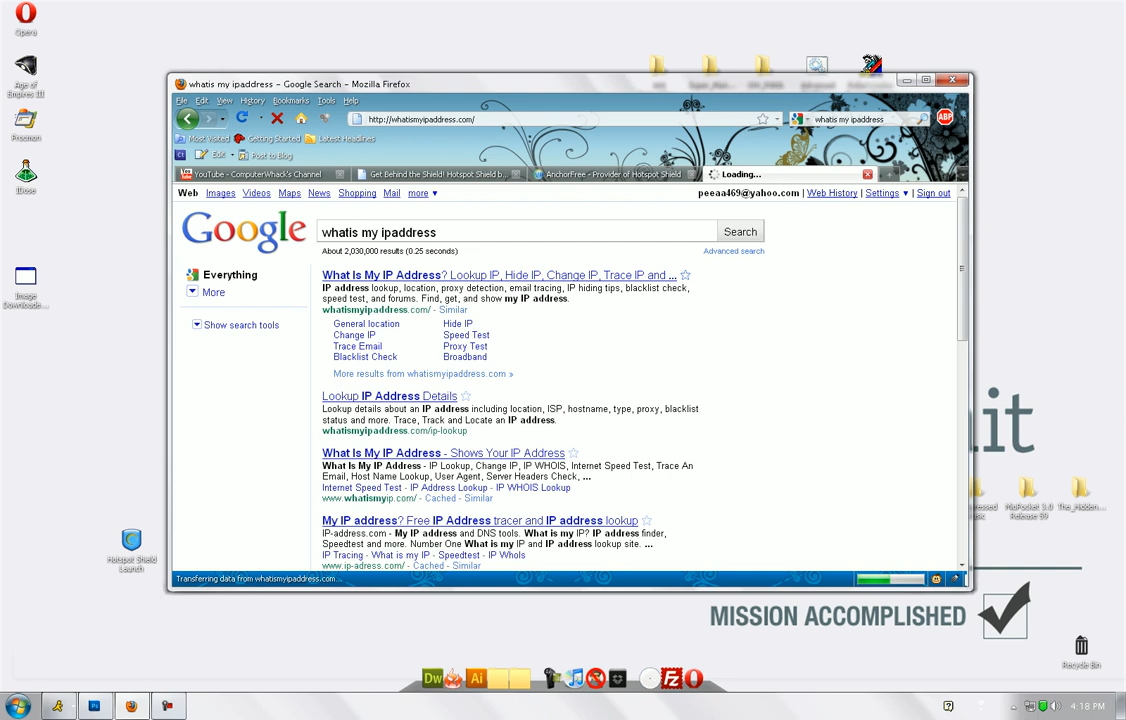 Opera
Age of
Empires III
Procmon
IDose
Image
Downloade...
Hotspot Shield
Launch
whatis my ipaddress - Google Search - Mozilla Firefox
File Edit View History Bookmarks Tools Help
http://whatismyipaddress.com/
whatis my ipaddress
ABP
Most Visited Getting Started Latest Headlines
Ct Edit Post to Blog
YouTube - ComputerWhack's Channel
Get Behind the Shield! Hotspot Shield b...
AnchorFree - Provider of Hotspot Shield
Loading...
Web Images Videos Maps News Shopping Mail more ▼
peeaa469@yahoo.com | Web History | Settings ▼ | Sign out
Google
whatis my ipaddress
Search
About 2,030,000 results (0.25 seconds)
Advanced search
Everything
More
Show search tools
What Is My IP Address? Lookup IP, Hide IP, Change IP, Trace IP and ...
IP address lookup, location, proxy detection, email tracing, IP hiding tips, blacklist check,
speed test, and forums. Find, get, and show my IP address.
whatismyipaddress.com/ - Similar
General location Hide IP
Change IP Speed Test
Trace Email Proxy Test
Blacklist Check Broadband
More results from whatismyipaddress.com »
Lookup IP Address Details
Lookup details about an IP address including location, ISP, hostname, type, proxy, blacklist
status and more. Trace, Track and Locate an IP address.
whatismyipaddress.com/ip-lookup
What Is My IP Address - Shows Your IP Address
What Is My IP Address - IP Lookup, Change IP, IP WHOIS, Internet Speed Test, Trace An
Email, Host Name Lookup, User Agent, Server Headers Check, ...
Internet Speed Test - IP Address Lookup - IP WHOIS Lookup
www.whatismyip.com/ - Cached - Similar
My IP address? Free IP Address tracer and IP address lookup
IP-address.com - My IP address and DNS tools. What is my IP? IP address finder,
Speedtest and more. Number One What is my IP and IP address lookup site. ...
IP Tracing - What is my IP - Speedtest - IP WhoIs
www.ip-adress.com/ - Cached - Similar
Transferring data from whatismyipaddress.com...
it
MioPocket 3.0
Release 59
The_Hidden...
MISSION ACCOMPLISHED
Recycle Bin
Dw
Ai
Fz
Ps
4:18 PM